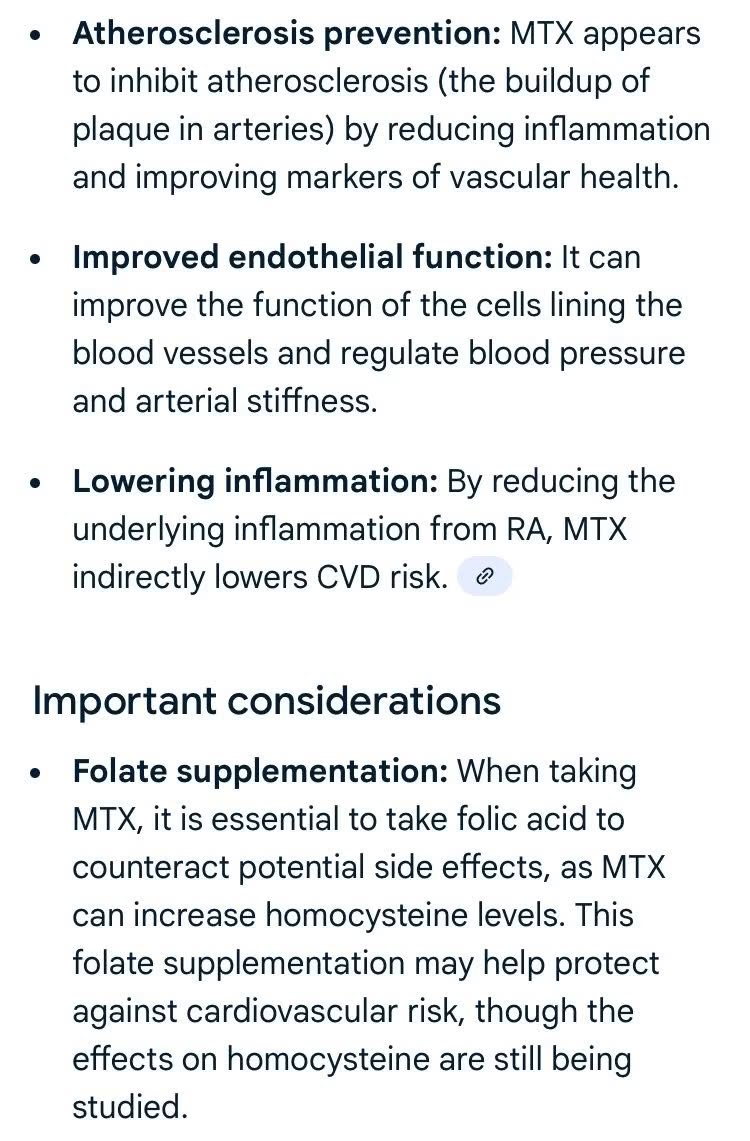 • Atherosclerosis prevention: MTX appears
to inhibit atherosclerosis (the buildup of
plaque in arteries) by reducing inflammation
and improving markers of vascular health.
• Improved endothelial function: It can
improve the function of the cells lining the
blood vessels and regulate blood pressure
and arterial stiffness.
• Lowering inflammation: By reducing the
underlying inflammation from RA, MTX
indirectly lowers CVD risk.
Important considerations
• Folate supplementation: When taking
MTX, it is essential to take folic acid to
counteract potential side effects, as MTX
can increase homocysteine levels. This
folate supplementation may help protect
against cardiovascular risk, though the
effects on homocysteine are still being
studied.